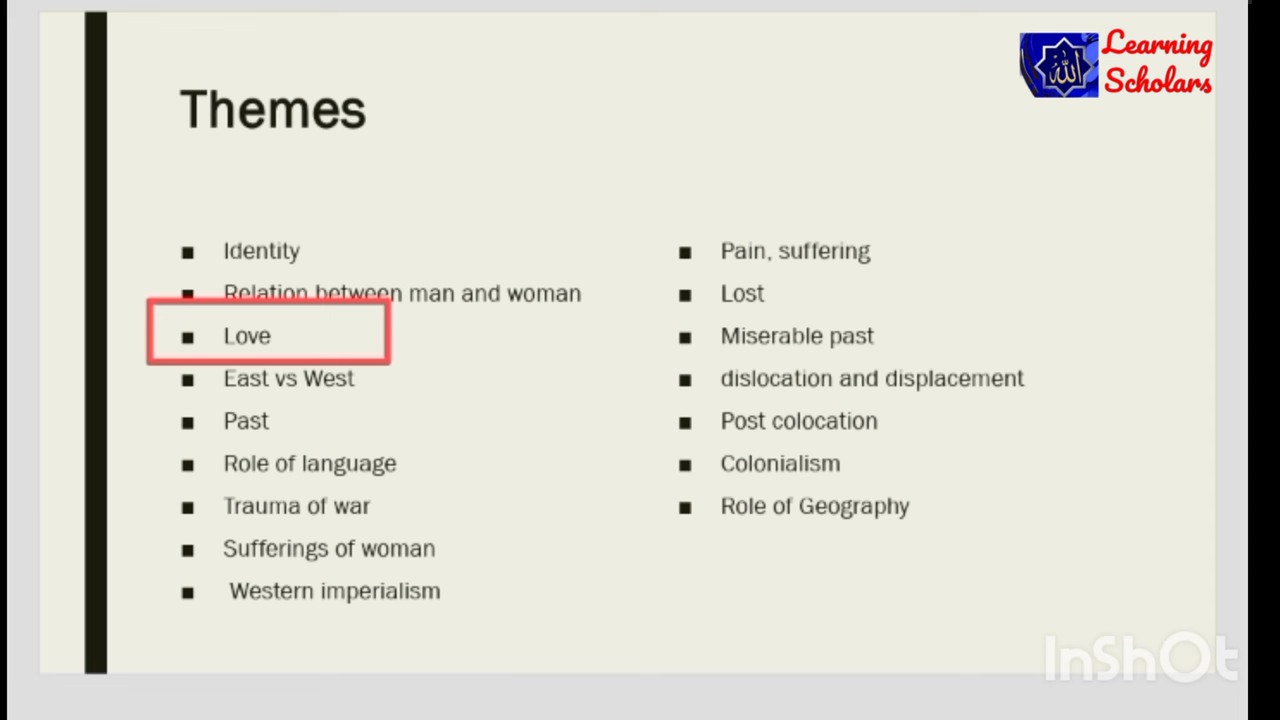 Learning
Scholars
الله
Themes
Identity
Relation between man and woman
Love
East vs West
Past
Role of language
Trauma of war
Sufferings of woman
Western imperialism
Pain, suffering
Lost
Miserable past
dislocation and displacement
Post colocation
Colonialism
Role of Geography
InShOt